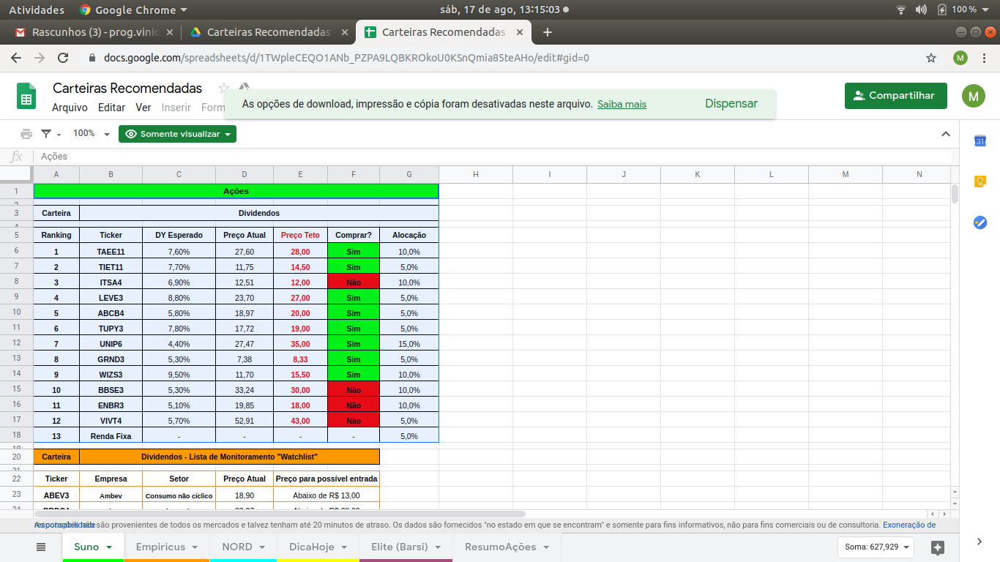 Atividades Google Chrome sáb, 17 de ago, 13:15:03 100 %
Rascunhos (3) - prog.vinic Carteiras Recomendadas Carteiras Recomendadas
docs.google.com/spreadsheets/d/1TWpleCEQO1ANb_PZPA9LQBKROkoU0KSnQmia85teAHo/edit#gid=0 M
Carteiras Recomendadas
As opções de download, impressão e cópia foram desativadas neste arquivo. Saiba mais Dispensar
Compartilhar M
Arquivo Editar Ver Inserir Form
100% Somente visualizar
fx Ações
A B C D E F G H I J K L M N
1 Ações
3 Carteira Dividendos
5 Ranking Ticker DY Esperado Preço Atual Preço Teto Comprar? Alocação
6 1 TAEE11 7,60% 27,60 28,00 Sim 10,0%
7 2 TIET11 7,70% 11,75 14,50 Sim 5,0%
8 3 ITSA4 6,90% 12,51 12,00 Não 10,0%
9 4 LEVE3 8,80% 23,70 27,00 Sim 5,0%
10 5 ABCB4 5,80% 18,97 20,00 Sim 5,0%
11 6 TUPY3 7,80% 17,72 19,00 Sim 5,0%
12 7 UNIP6 4,40% 27,47 35,00 Sim 15,0%
13 8 GRND3 5,30% 7,38 8,33 Sim 5,0%
14 9 WIZS3 9,50% 11,70 15,50 Sim 10,0%
15 10 BBSE3 5,30% 33,24 30,00 Não 10,0%
16 11 ENBR3 5,10% 19,85 18,00 Não 10,0%
17 12 VIVT4 5,70% 52,91 43,00 Não 5,0%
18 13 Renda Fixa - - - - 5,0%
20 Carteira Dividendos - Lista de Monitoramento "Watchlist"
22 Ticker Empresa Setor Preço Atual Preço para possível entrada
23 ABEV3 Ambev Consumo não cíclico 18,90 Abaixo de R$ 13,00
não são provenientes de todos os mercados e talvez tenham até 20 minutos de atraso. Os dados são fornecidos "no estado em que se encontram" e somente para fins informativos, não para fins comerciais ou de consultoria. Exoneração de
Suno Empiricus NORD DicaHoje Elite (Barsi) ResumoAções Soma: 627,929
31